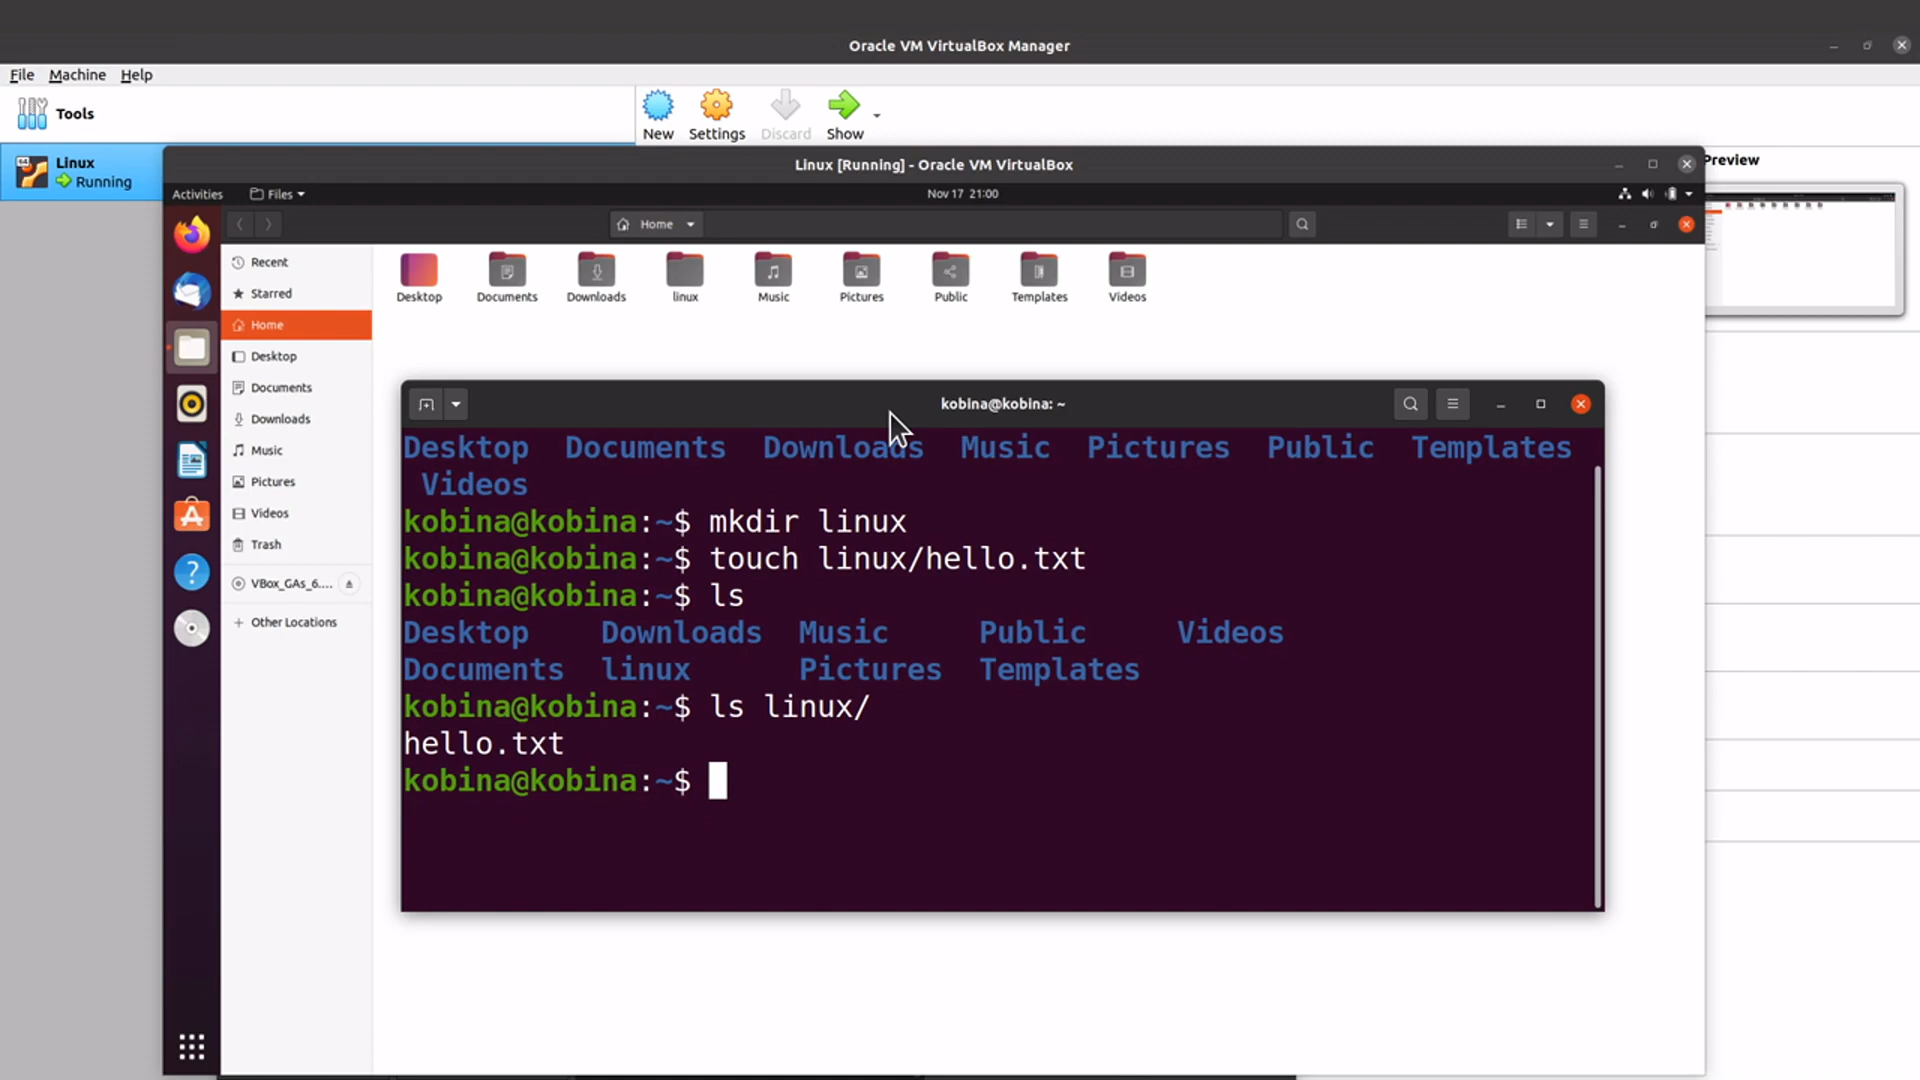 Oracle VM VirtualBox Manager
File Machine Help
Tools
New Settings Discard Show
Linux
Running
Linux [Running] - Oracle VM VirtualBox
Preview
Activities Files Nov 17 21:00
Home
Recent
Starred
Home
Desktop
Documents
Downloads
Music
Pictures
Videos
Trash
VBox_GAs_6....
+ Other Locations
Desktop Documents Downloads linux Music Pictures Public Templates Videos
kobina@kobina: ~
Desktop Documents Downloads Music Pictures Public Templates
Videos
kobina@kobina:~$ mkdir linux
kobina@kobina:~$ touch linux/hello.txt
kobina@kobina:~$ ls
Desktop Downloads Music Public Videos
Documents linux Pictures Templates
kobina@kobina:~$ ls linux/
hello.txt
kobina@kobina:~$